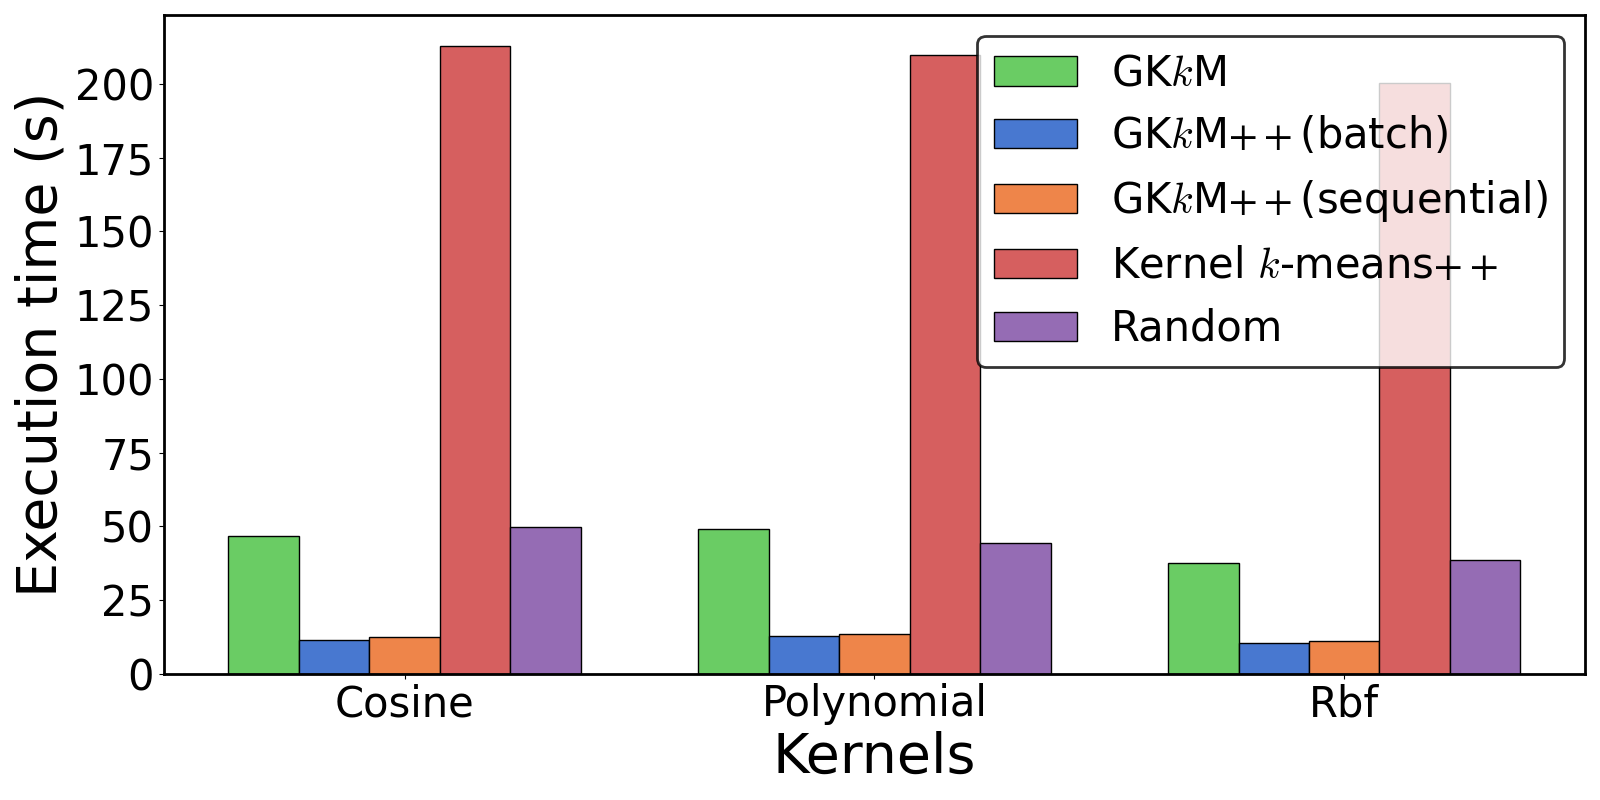 Execution time (s)
200
175
150
125
100
75
50
25
0
GKkM
GKkM++(batch)
GKkM++(sequential)
Kernel k-means++
Random
Cosine
Polynomial
Rbf
Kernels